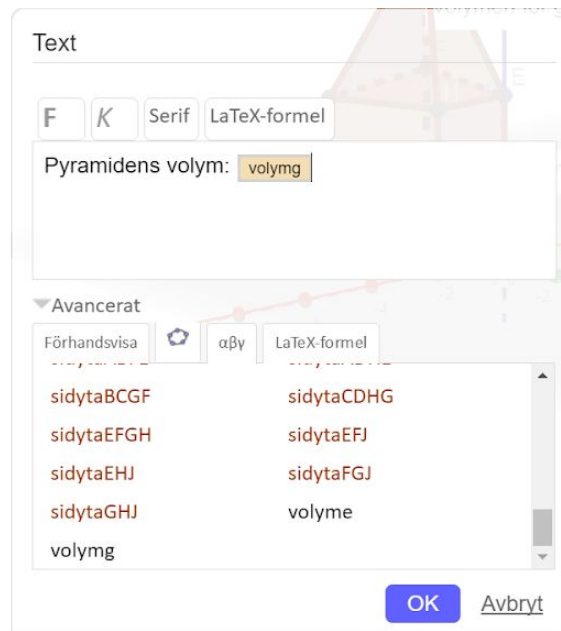 Text
F K Serif LaTeX-formel
Pyramidens volym: volymg
Avancerat
Förhandsvisa αβγ LaTeX-formel
sidytaBCGF sidytaCDHG
sidytaEFGH sidytaEFJ
sidytaEHJ sidytaFGJ
sidytaGHJ volyme
volymg
OK Avbryt